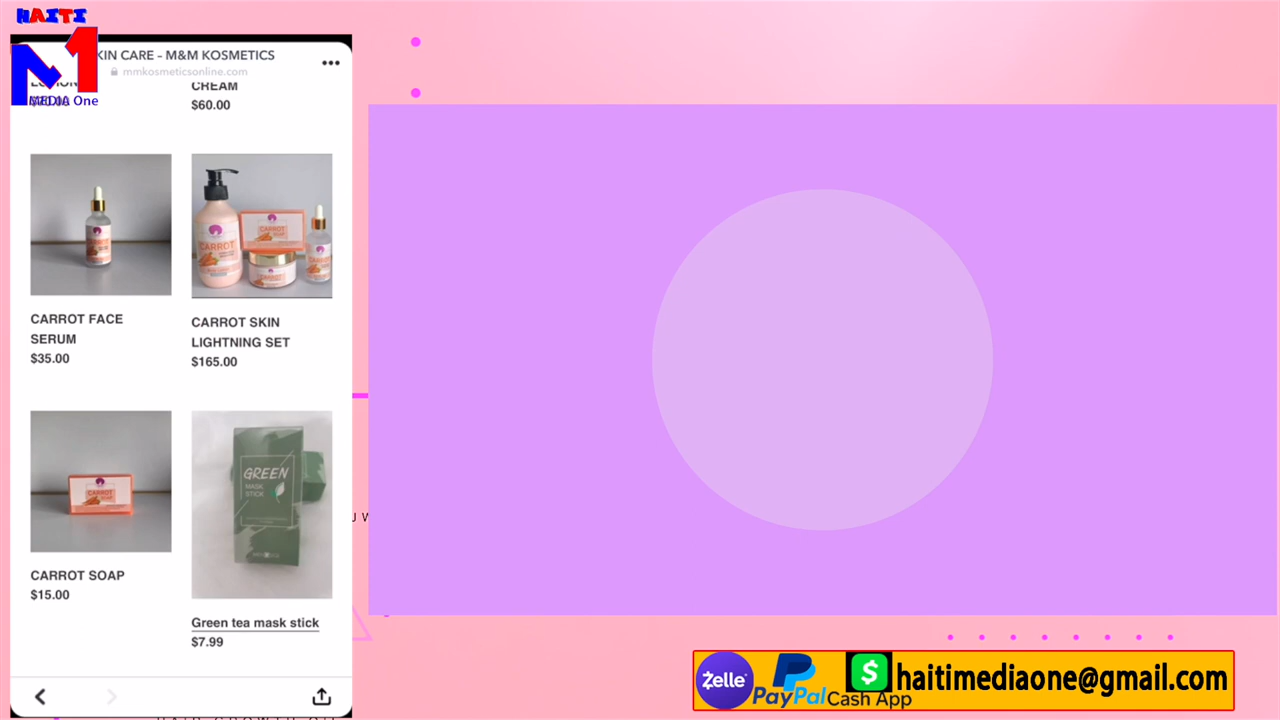 HAITI
M1
MEDIA One
KIN CARE - M&M KOSMETICS
mmkosmeticsonline.com
CREAM
$60.00
CARROT FACE
SERUM
$35.00
CARROT SKIN
LIGHTNING SET
$165.00
CARROT
CARROT SOAP
$15.00
GREEN
MASK
STICK
Green tea mask stick
$7.99
Zelle
PayPal
$
Cash App
haitimediaone@gmail.com